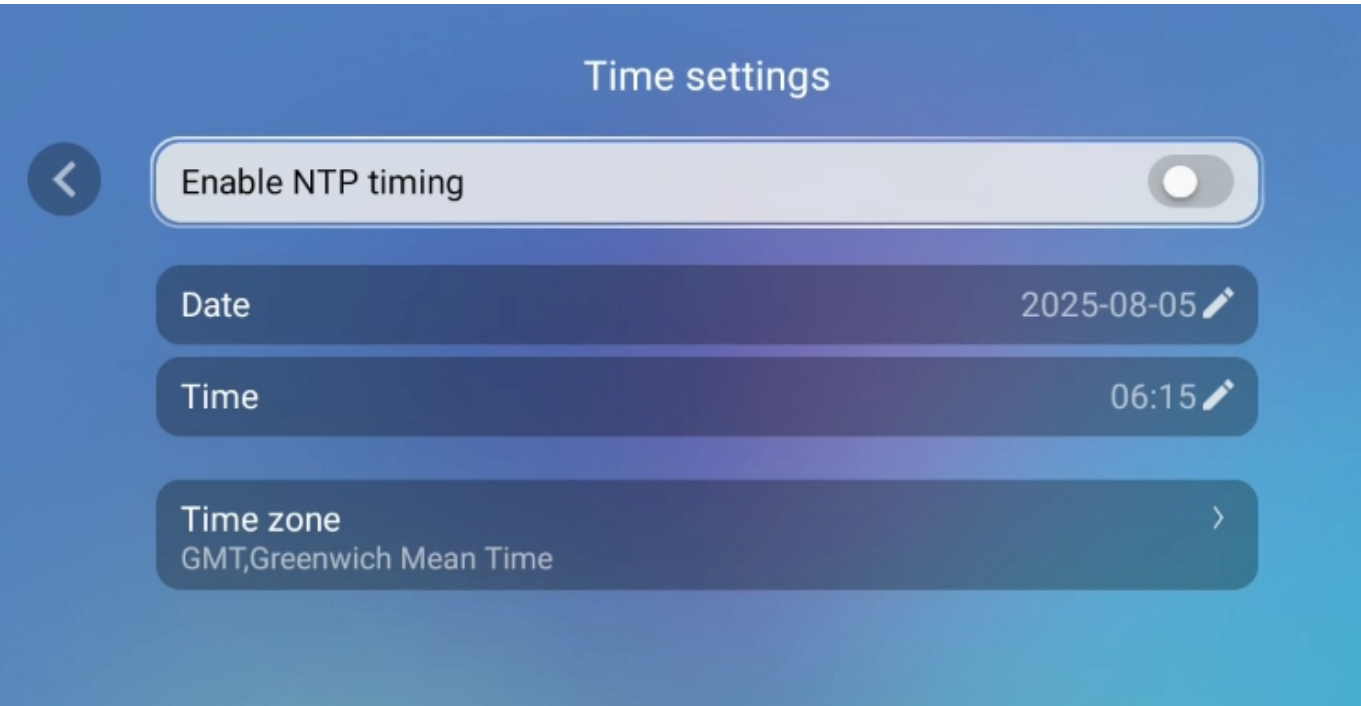 Time settings
Enable NTP timing
Date
2025-08-05
Time
06:15
Time zone
GMT,Greenwich Mean Time